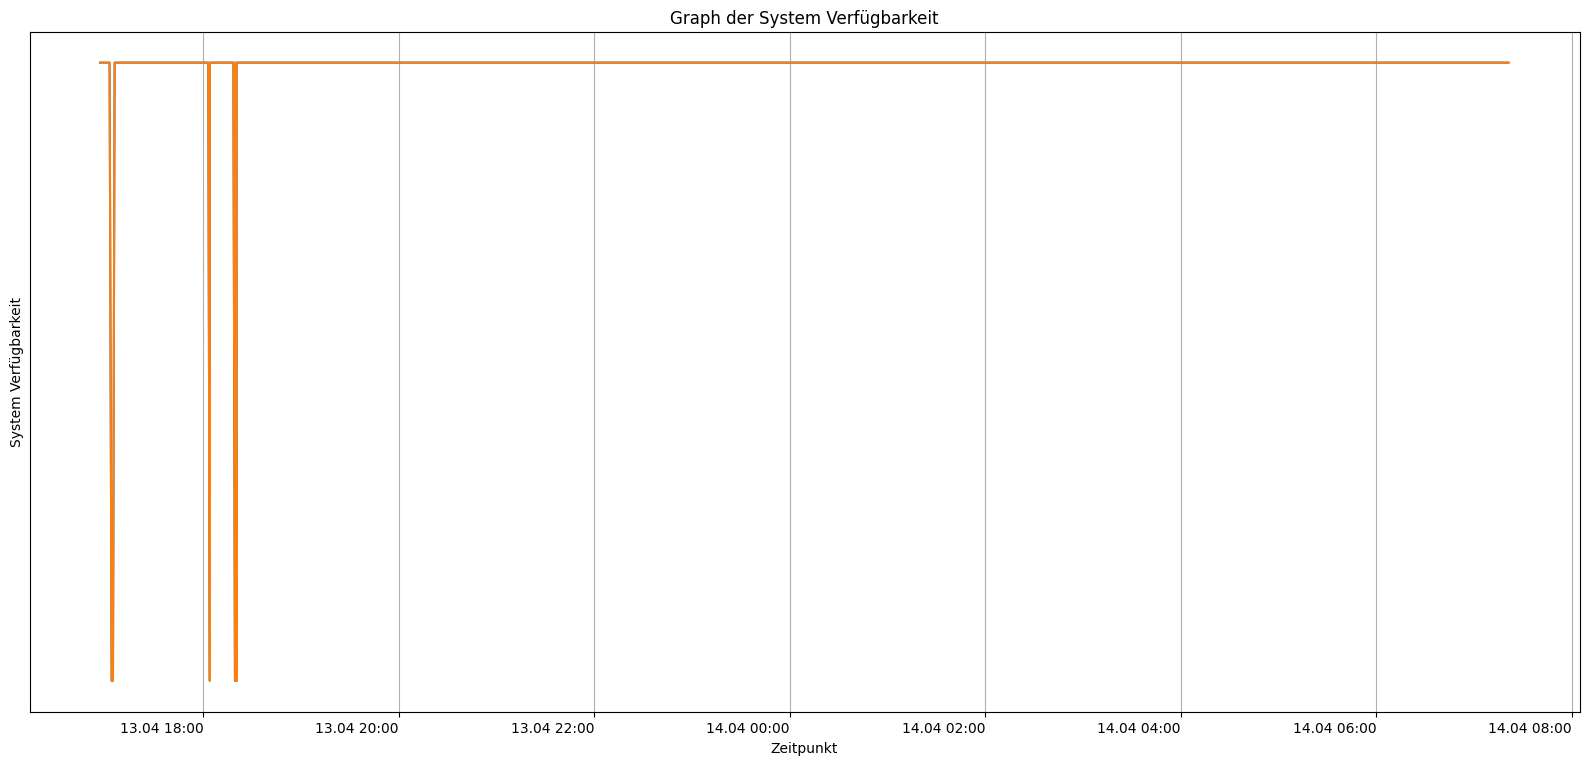 Graph der System Verfügbarkeit
System Verfügbarkeit
13.04 18:00
13.04 20:00
13.04 22:00
14.04 00:00
14.04 02:00
14.04 04:00
14.04 06:00
14.04 08:00
Zeitpunkt